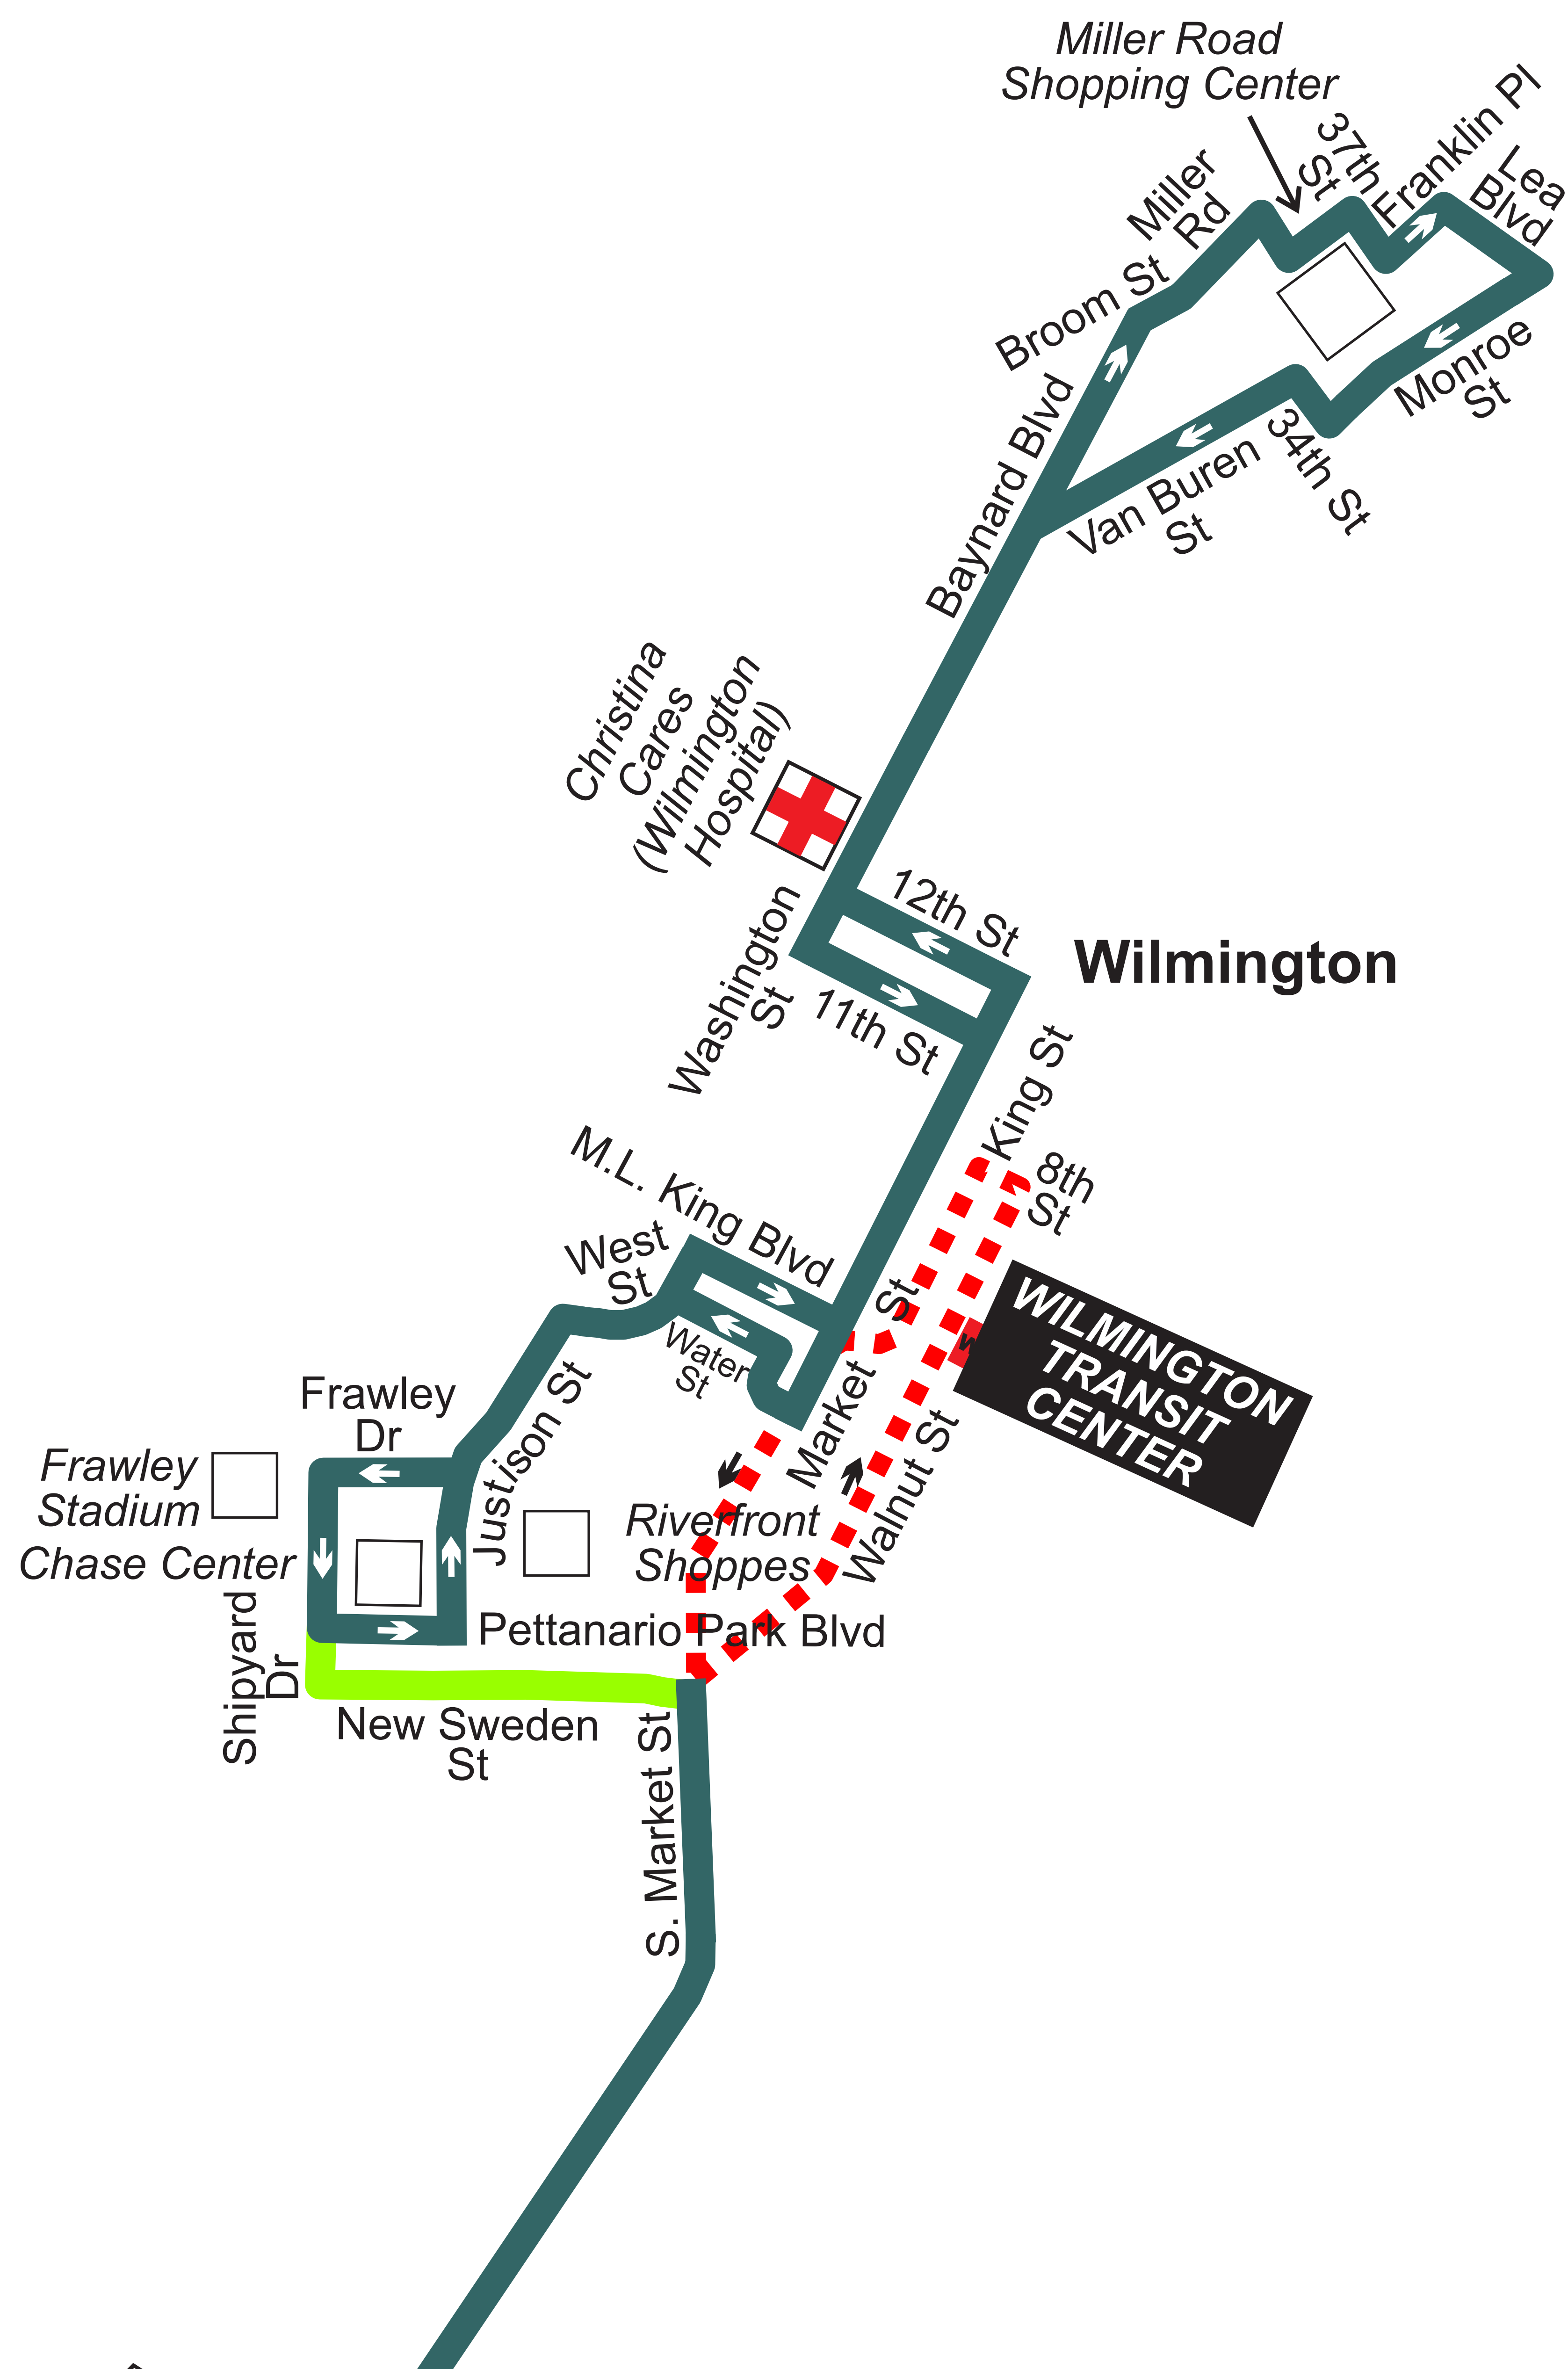 Miller Road
Shopping Center
37th
St
Franklin Pl
Lea
Blvd
Miller
Rd
Broom St
Monroe
St
34th St
Van Buren
St
Baynard Blvd
Christina
Cares
(Wilmington
Hospital)
12th St
Wilmington
Washington
St
11th St
King St
8th
St
M.L. King Blvd
West
St
Water
St
Market St
WILMINGTON
TRANSIT
CENTER
Frawley
Dr
Justison St
Walnut St
Frawley
Stadium
Chase Center
Riverfront
Shoppes
Pettanario Park Blvd
Shipyard
Dr
New Sweden
St
S. Market St